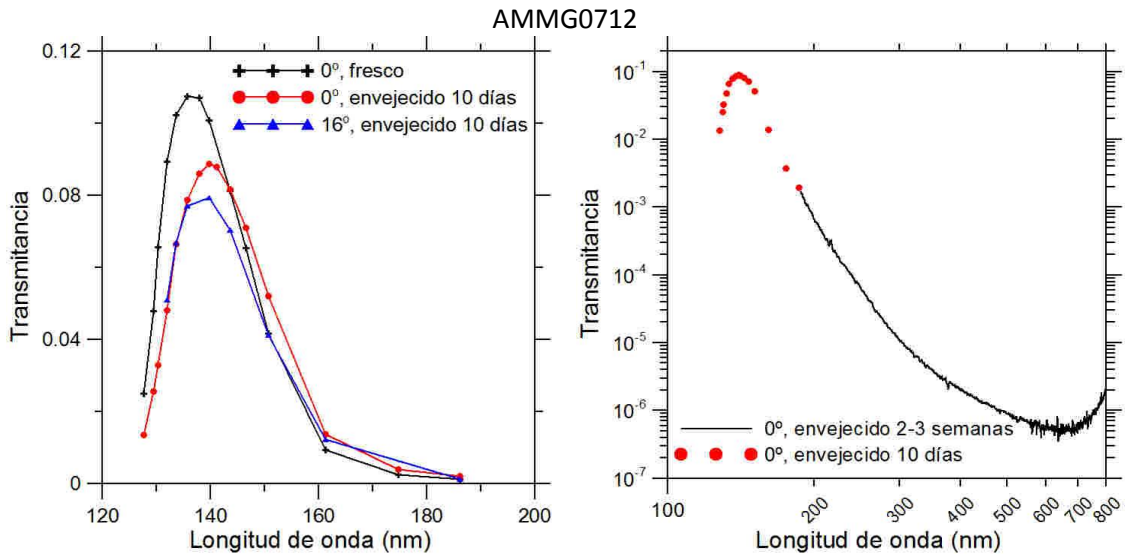 AMMG0712
0.12
0.08
0.04
0
120
140
160
180
200
Transmitancia
Longitud de onda (nm)
0º, fresco
0º, envejecido 10 días
16º, envejecido 10 días
10-1
10-2
10-3
10-4
10-5
10-6
10-7
100
200
300
400
500
600
700
800
Transmitancia
Longitud de onda (nm)
0º, envejecido 2-3 semanas
0º, envejecido 10 días